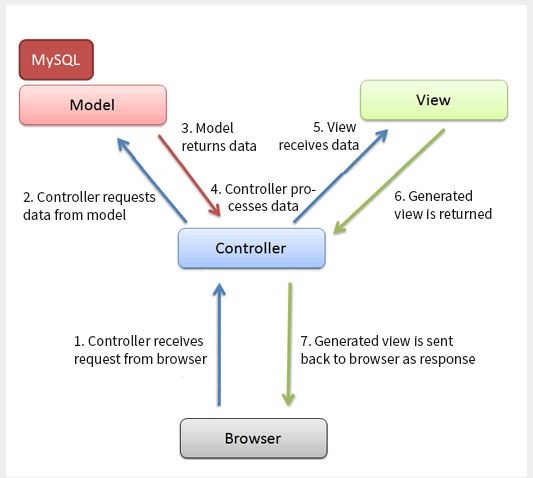 MySQL
Model
View
3. Model
returns data
5. View
receives data
2. Controller requests
data from model
4. Controller pro-
cesses data
6. Generated
view is returned
Controller
1. Controller receives
request from browser
7. Generated view is sent
back to browser as response
Browser